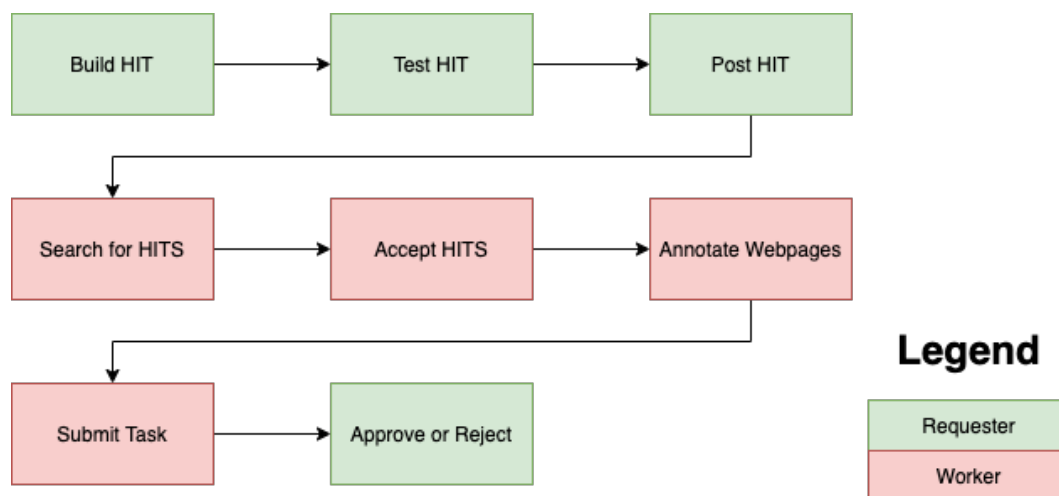 Build HIT
Test HIT
Post HIT
Search for HITS
Accept HITS
Annotate Webpages
Submit Task
Approve or Reject
Legend
Requester
Worker